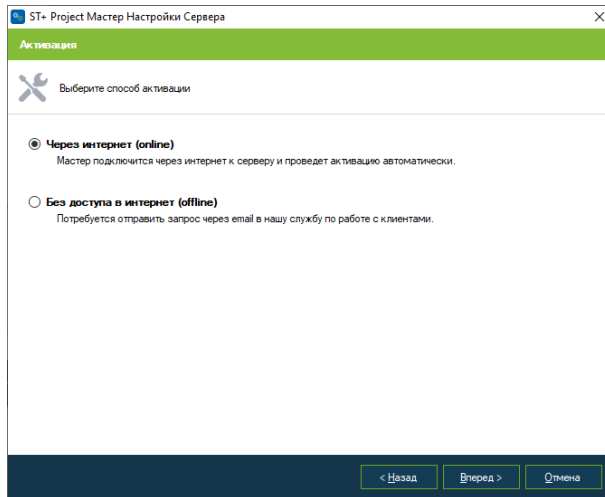 ST+ Project Мастер Настройки Сервера
Активация
Выберите способ активации
Через интернет (online)
Мастер подключится через интернет к серверу и проведет активацию автоматически.
Без доступа в интернет (offline)
Потребуется отправить запрос через email в нашу службу по работе с клиентами.
< Назад Вперед > Отмена